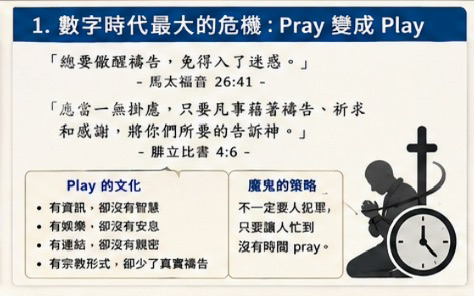 1. 數字時代最大的危機：Pray 變成 Play
「總要儆醒禱告，免得入了迷惑。」
- 馬太福音 26:41 -
「應當一無掛慮，只要凡事藉著禱告、祈求
和感謝，將你們所要的告訴神。」
- 腓立比書 4:6 -
Play 的文化
• 有資訊，卻沒有智慧
• 有娛樂，卻沒有安息
• 有連結，卻沒有親密
• 有宗教形式，卻少了真實禱告
魔鬼的策略
不一定要人犯罪，
只要讓人忙到
沒有時間 pray。